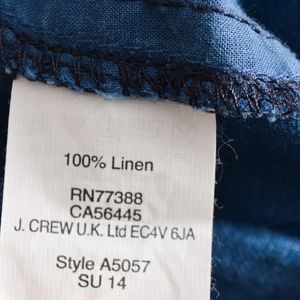 100% Linen
RN77388
CA56445
J. CREW U.K. Ltd EC4V 6JA
Style A5057
SU 14